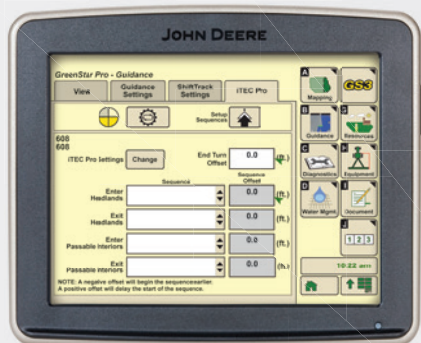 JOHN DEERE
GreenStar Pro - Guidance
View
Guidance Settings
ShiftTrack Settings
iTEC Pro
Setup Sequences
608
608
iTEC Pro Settings
Change
End Turn Offset
0.0
(ft.)
Sequence
Sequence Offset
Enter Headlands
0.0
(ft.)
Exit Headlands
0.0
(ft.)
Enter Passable Interiors
0.0
(ft.)
Exit Passable Interiors
0.0
(ft.)
NOTE: A negative offset will begin the sequenceearlier.
A positive offset will delay the start of the sequence.
A
Mapping
GS3
B
Guidance
G
Resources
C
Diagnostics
H
Equipment
D
Water Mgmt
I
Document
J
1 2 3
10:22 am